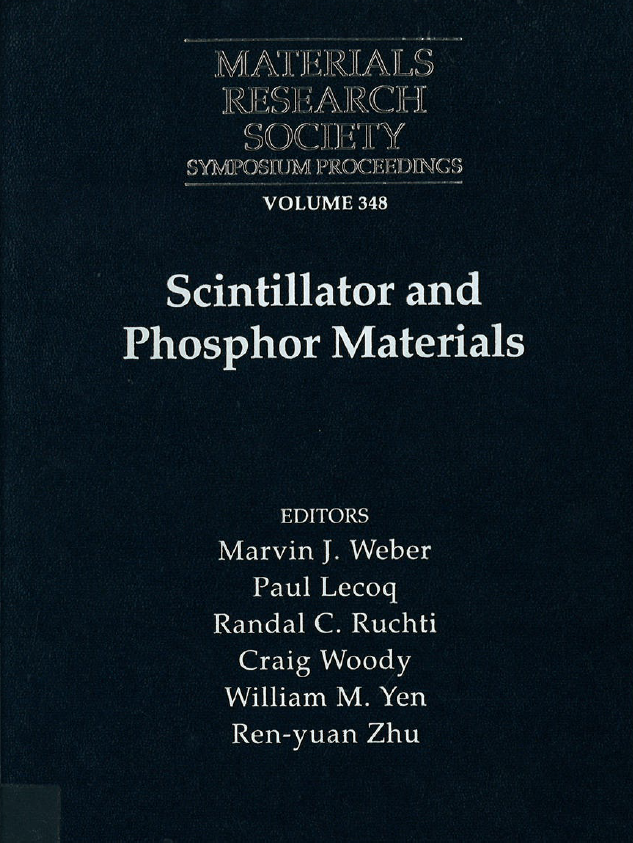 MATERIALS
RESEARCH
SOCIETY
SYMPOSIUM PROCEEDINGS
VOLUME 348
Scintillator and
Phosphor Materials
EDITORS
Marvin J. Weber
Paul Lecoq
Randal C. Ruchti
Craig Woody
William M. Yen
Ren-yuan Zhu